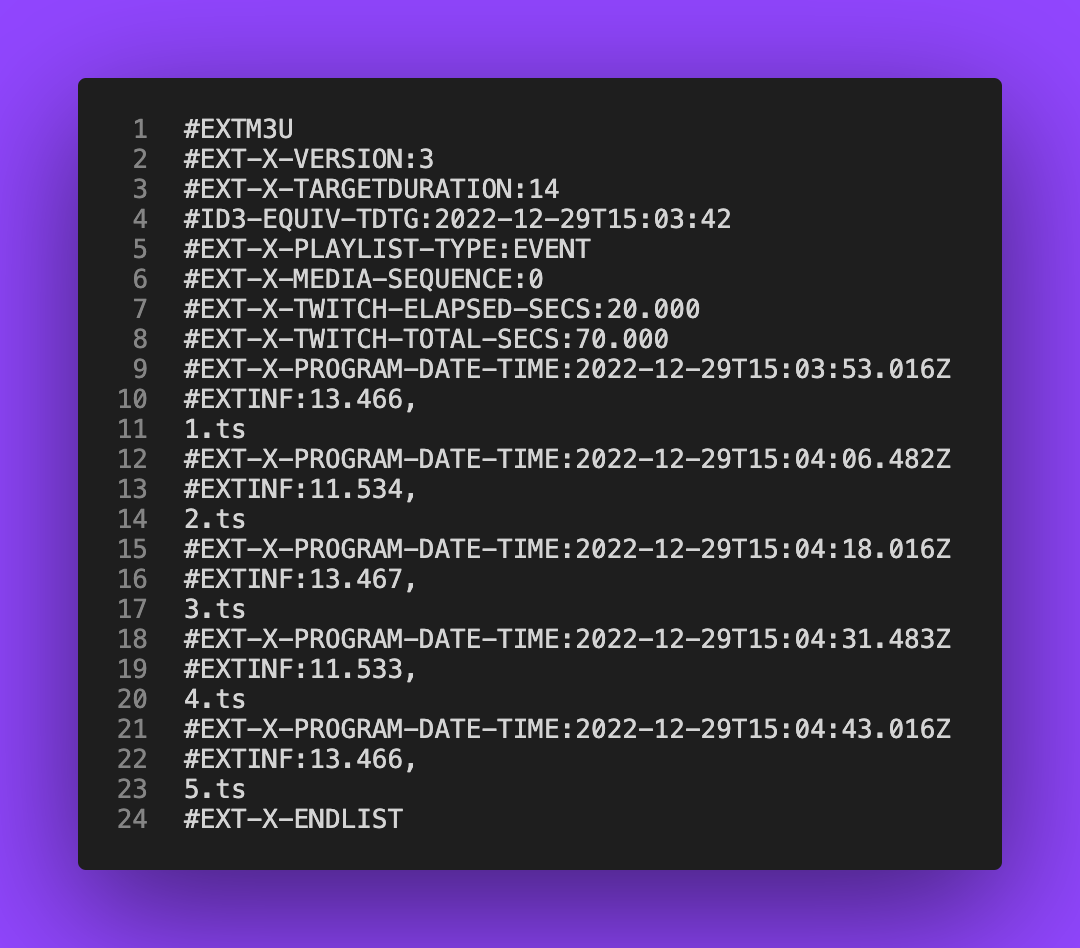 1 #EXTM3U
2 #EXT-X-VERSION:3
3 #EXT-X-TARGETDURATION:14
4 #ID3-EQUIV-TDTG:2022-12-29T15:03:42
5 #EXT-X-PLAYLIST-TYPE:EVENT
6 #EXT-X-MEDIA-SEQUENCE:0
7 #EXT-X-TWITCH-ELAPSED-SECS:20.000
8 #EXT-X-TWITCH-TOTAL-SECS:70.000
9 #EXT-X-PROGRAM-DATE-TIME:2022-12-29T15:03:53.016Z
10 #EXTINF:13.466,
11 1.ts
12 #EXT-X-PROGRAM-DATE-TIME:2022-12-29T15:04:06.482Z
13 #EXTINF:11.534,
14 2.ts
15 #EXT-X-PROGRAM-DATE-TIME:2022-12-29T15:04:18.016Z
16 #EXTINF:13.467,
17 3.ts
18 #EXT-X-PROGRAM-DATE-TIME:2022-12-29T15:04:31.483Z
19 #EXTINF:11.533,
20 4.ts
21 #EXT-X-PROGRAM-DATE-TIME:2022-12-29T15:04:43.016Z
22 #EXTINF:13.466,
23 5.ts
24 #EXT-X-ENDLIST